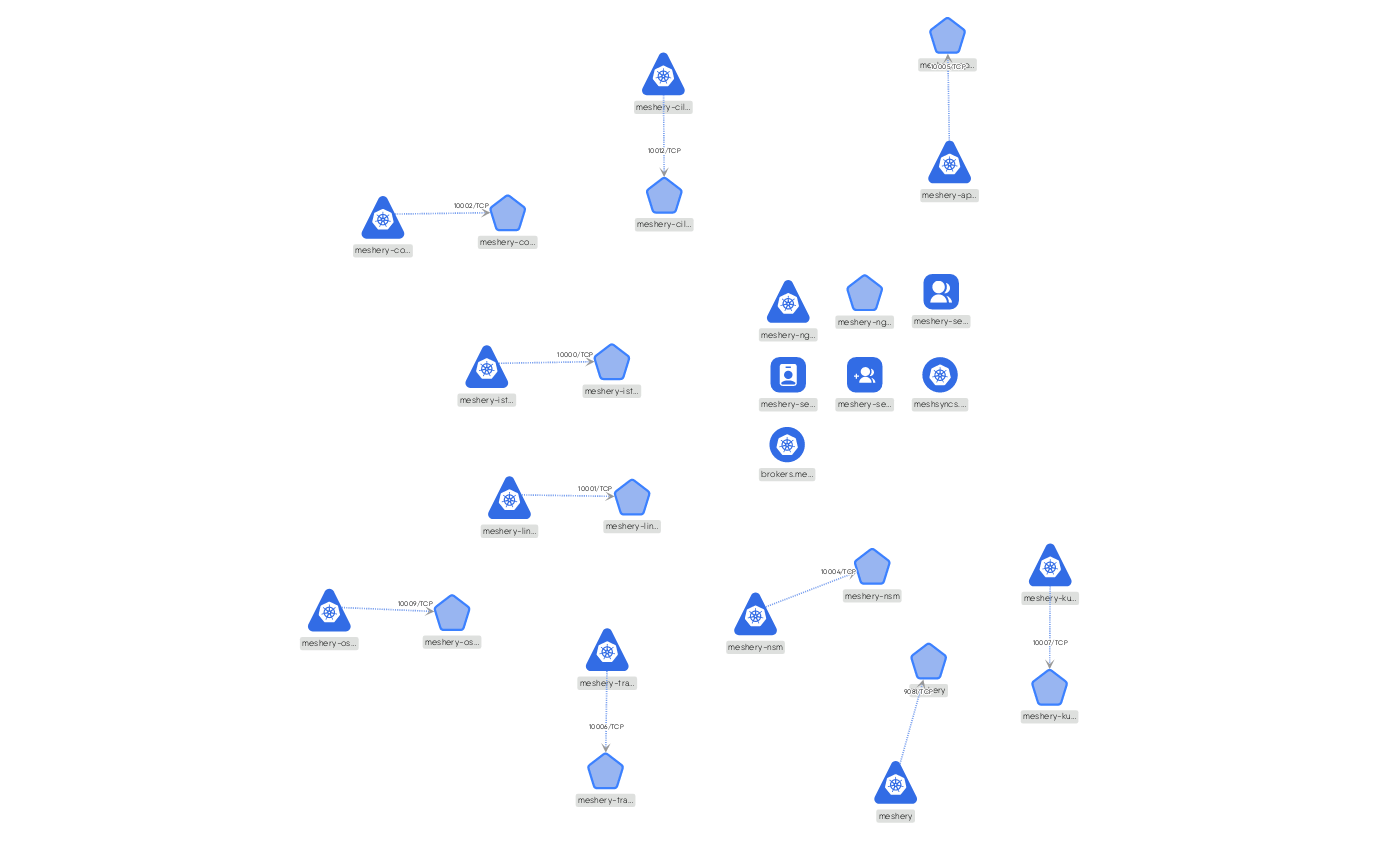 10005/TCP
meshery-cil...
10012/TCP
meshery-ap...
10002/TCP
meshery-cil...
meshery-co...
meshery-co...
meshery-ng...
meshery-se...
meshery-ng...
10000/TCP
meshery-ist...
meshery-ist...
meshery-se...
meshery-se...
meshsyncs....
brokers.me...
10001/TCP
meshery-lin...
meshery-lin...
10004/TCP
meshery-nsm
meshery-ku...
10009/TCP
meshery-os...
meshery-os...
meshery-nsm
10007/TCP
meshery-tra...
9081/TCP
meshery-ku...
10006/TCP
meshery-tra...
meshery